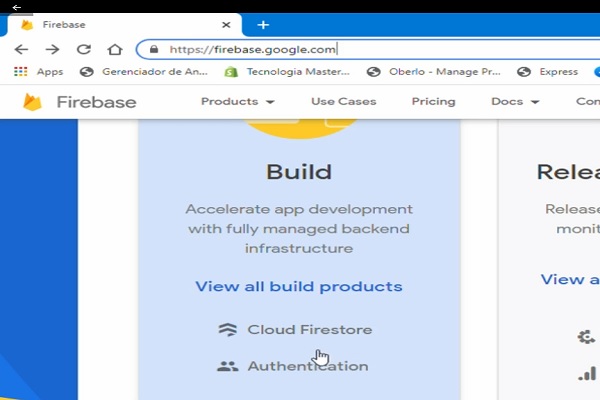 Firebase
https://firebase.google.com
Apps Gerenciador de An... Tecnologia Master... Oberlo - Manage Pr... Express
Firebase Products Use Cases Pricing Docs
Build
Accelerate app development
with fully managed backend
infrastructure
View all build products
Cloud Firestore
Authentication
Relea
Release
monit
View a